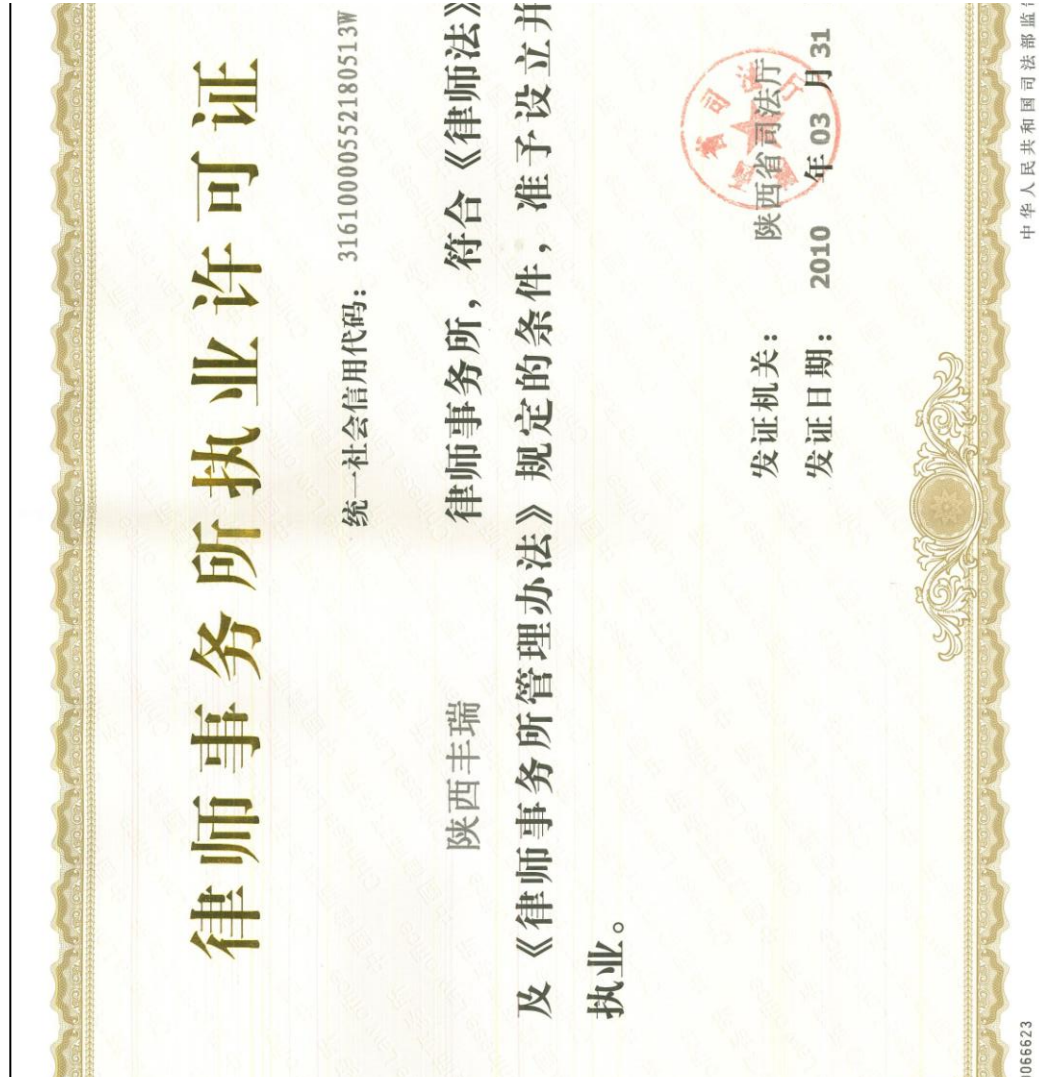 律师事务所执业许可证
统一社会信用代码: 31610000552180513W
陕西丰瑞 律师事务所，符合《律师法》
及《律师事务所管理办法》规定的条件，准予设立并
执业。
发证机关: 陕西省司法厅
发证日期: 2010 年 03 月 31
中华人民共和国司法部监
0066623